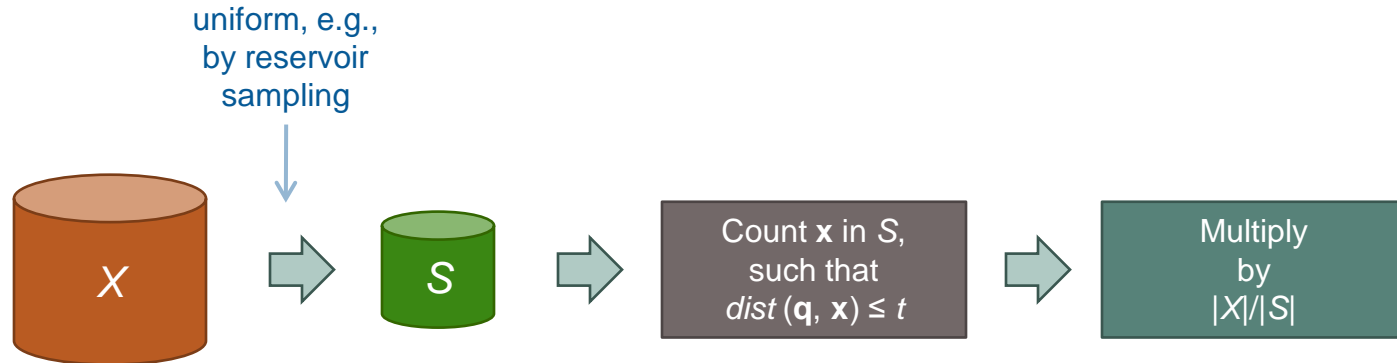 uniform, e.g.,
by reservoir
sampling
X
S
Count x in S,
such that
dist (q, x) ≤ t
Multiply
by
|X|/|S|